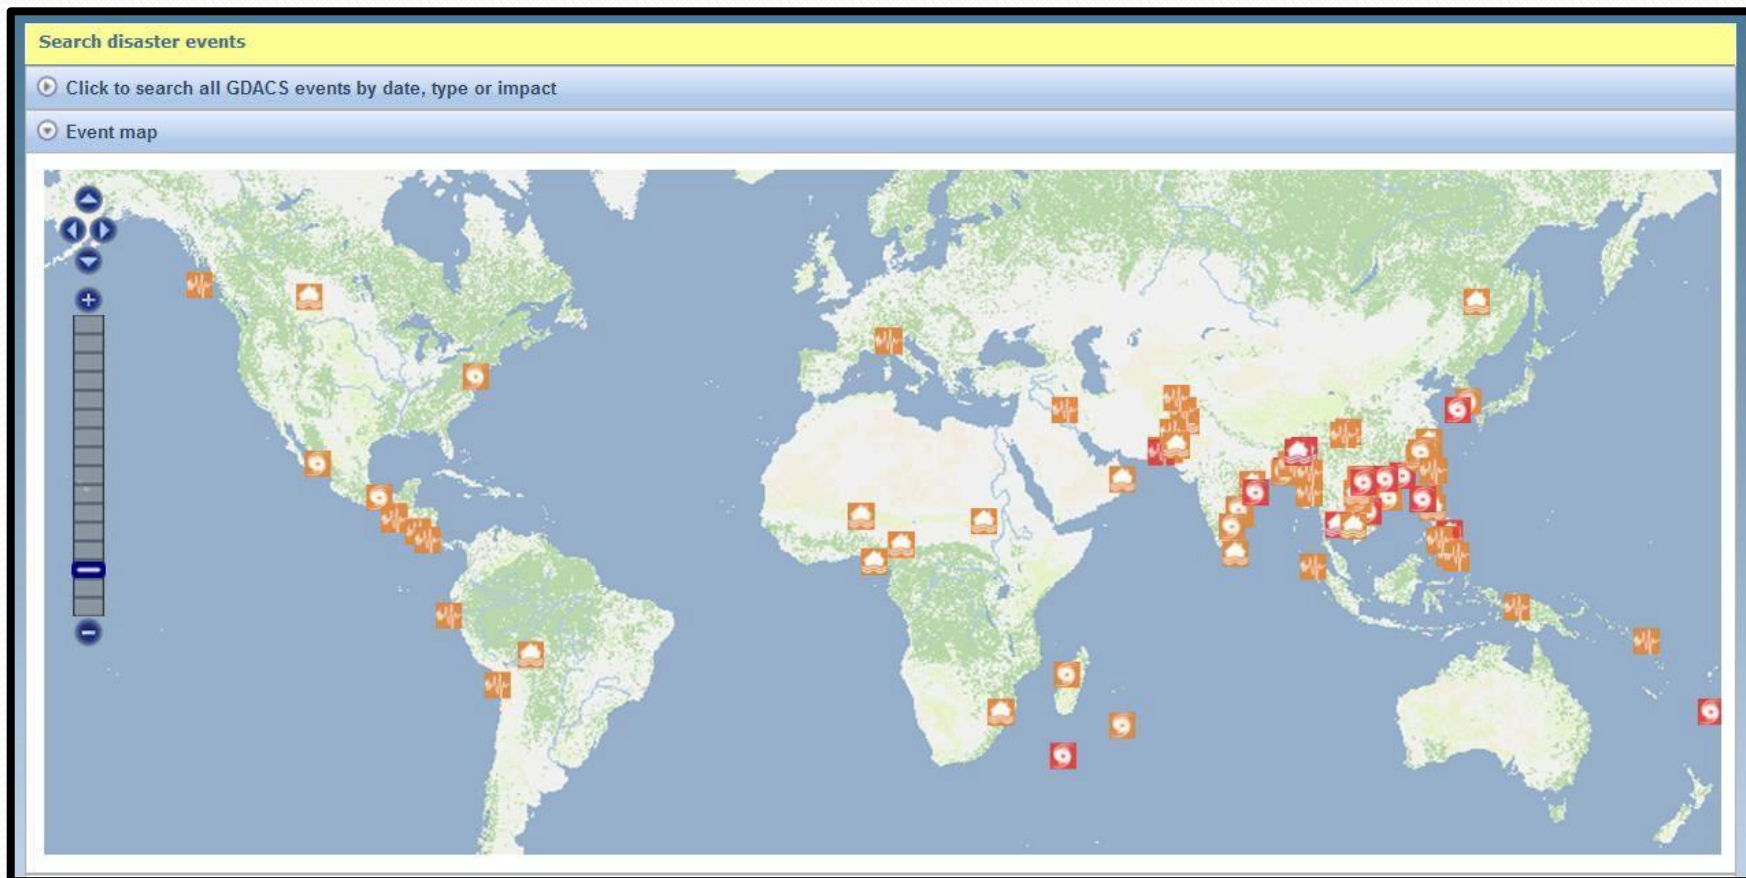 Search disaster events
Click to search all GDACS events by date, type or impact
Event map